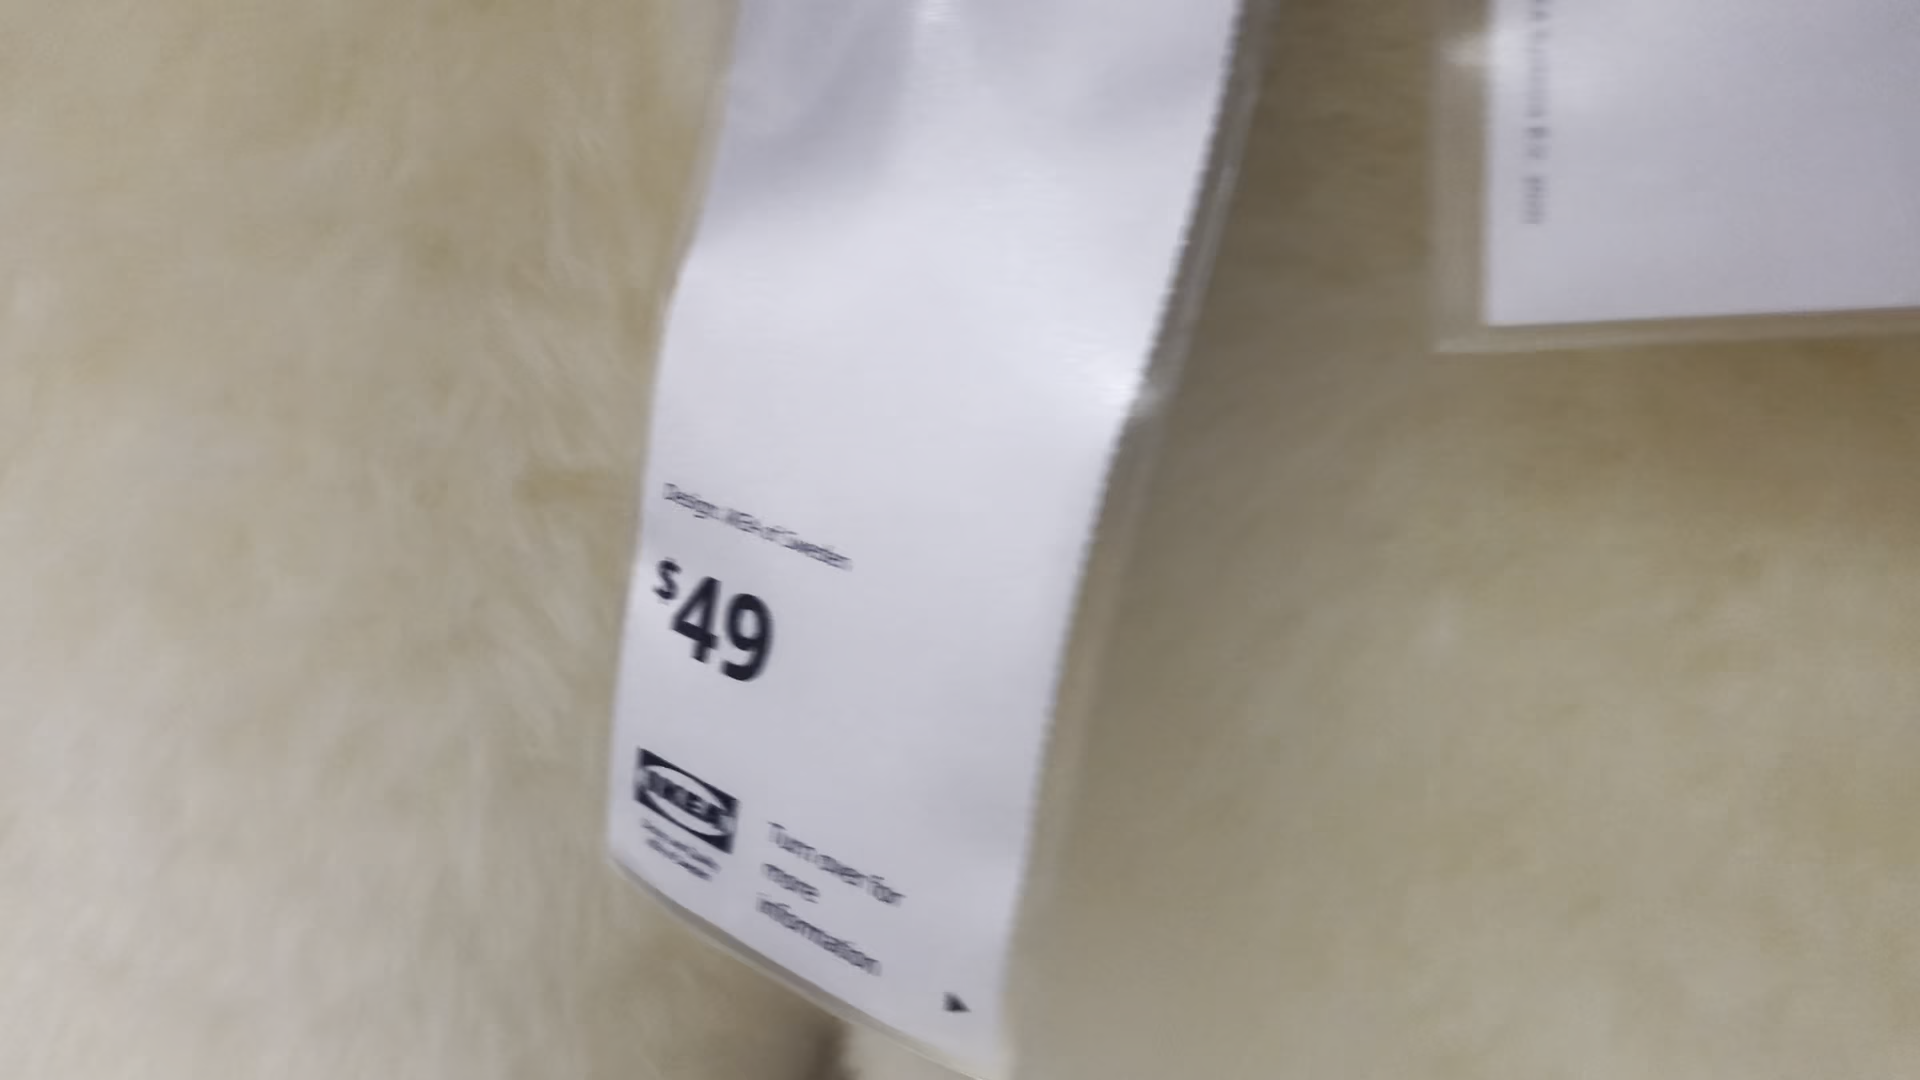 Design IKEA of Sweden
$49
IKEA
Turn over for
more
information